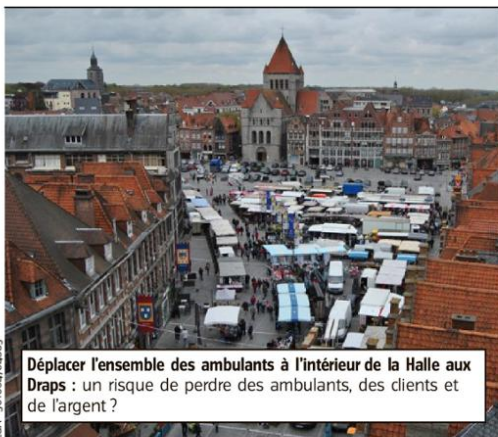 Déplacer l'ensemble des ambulants à l'intérieur de la Halle aux
Draps : un risque de perdre des ambulants, des clients et
de l'argent ?